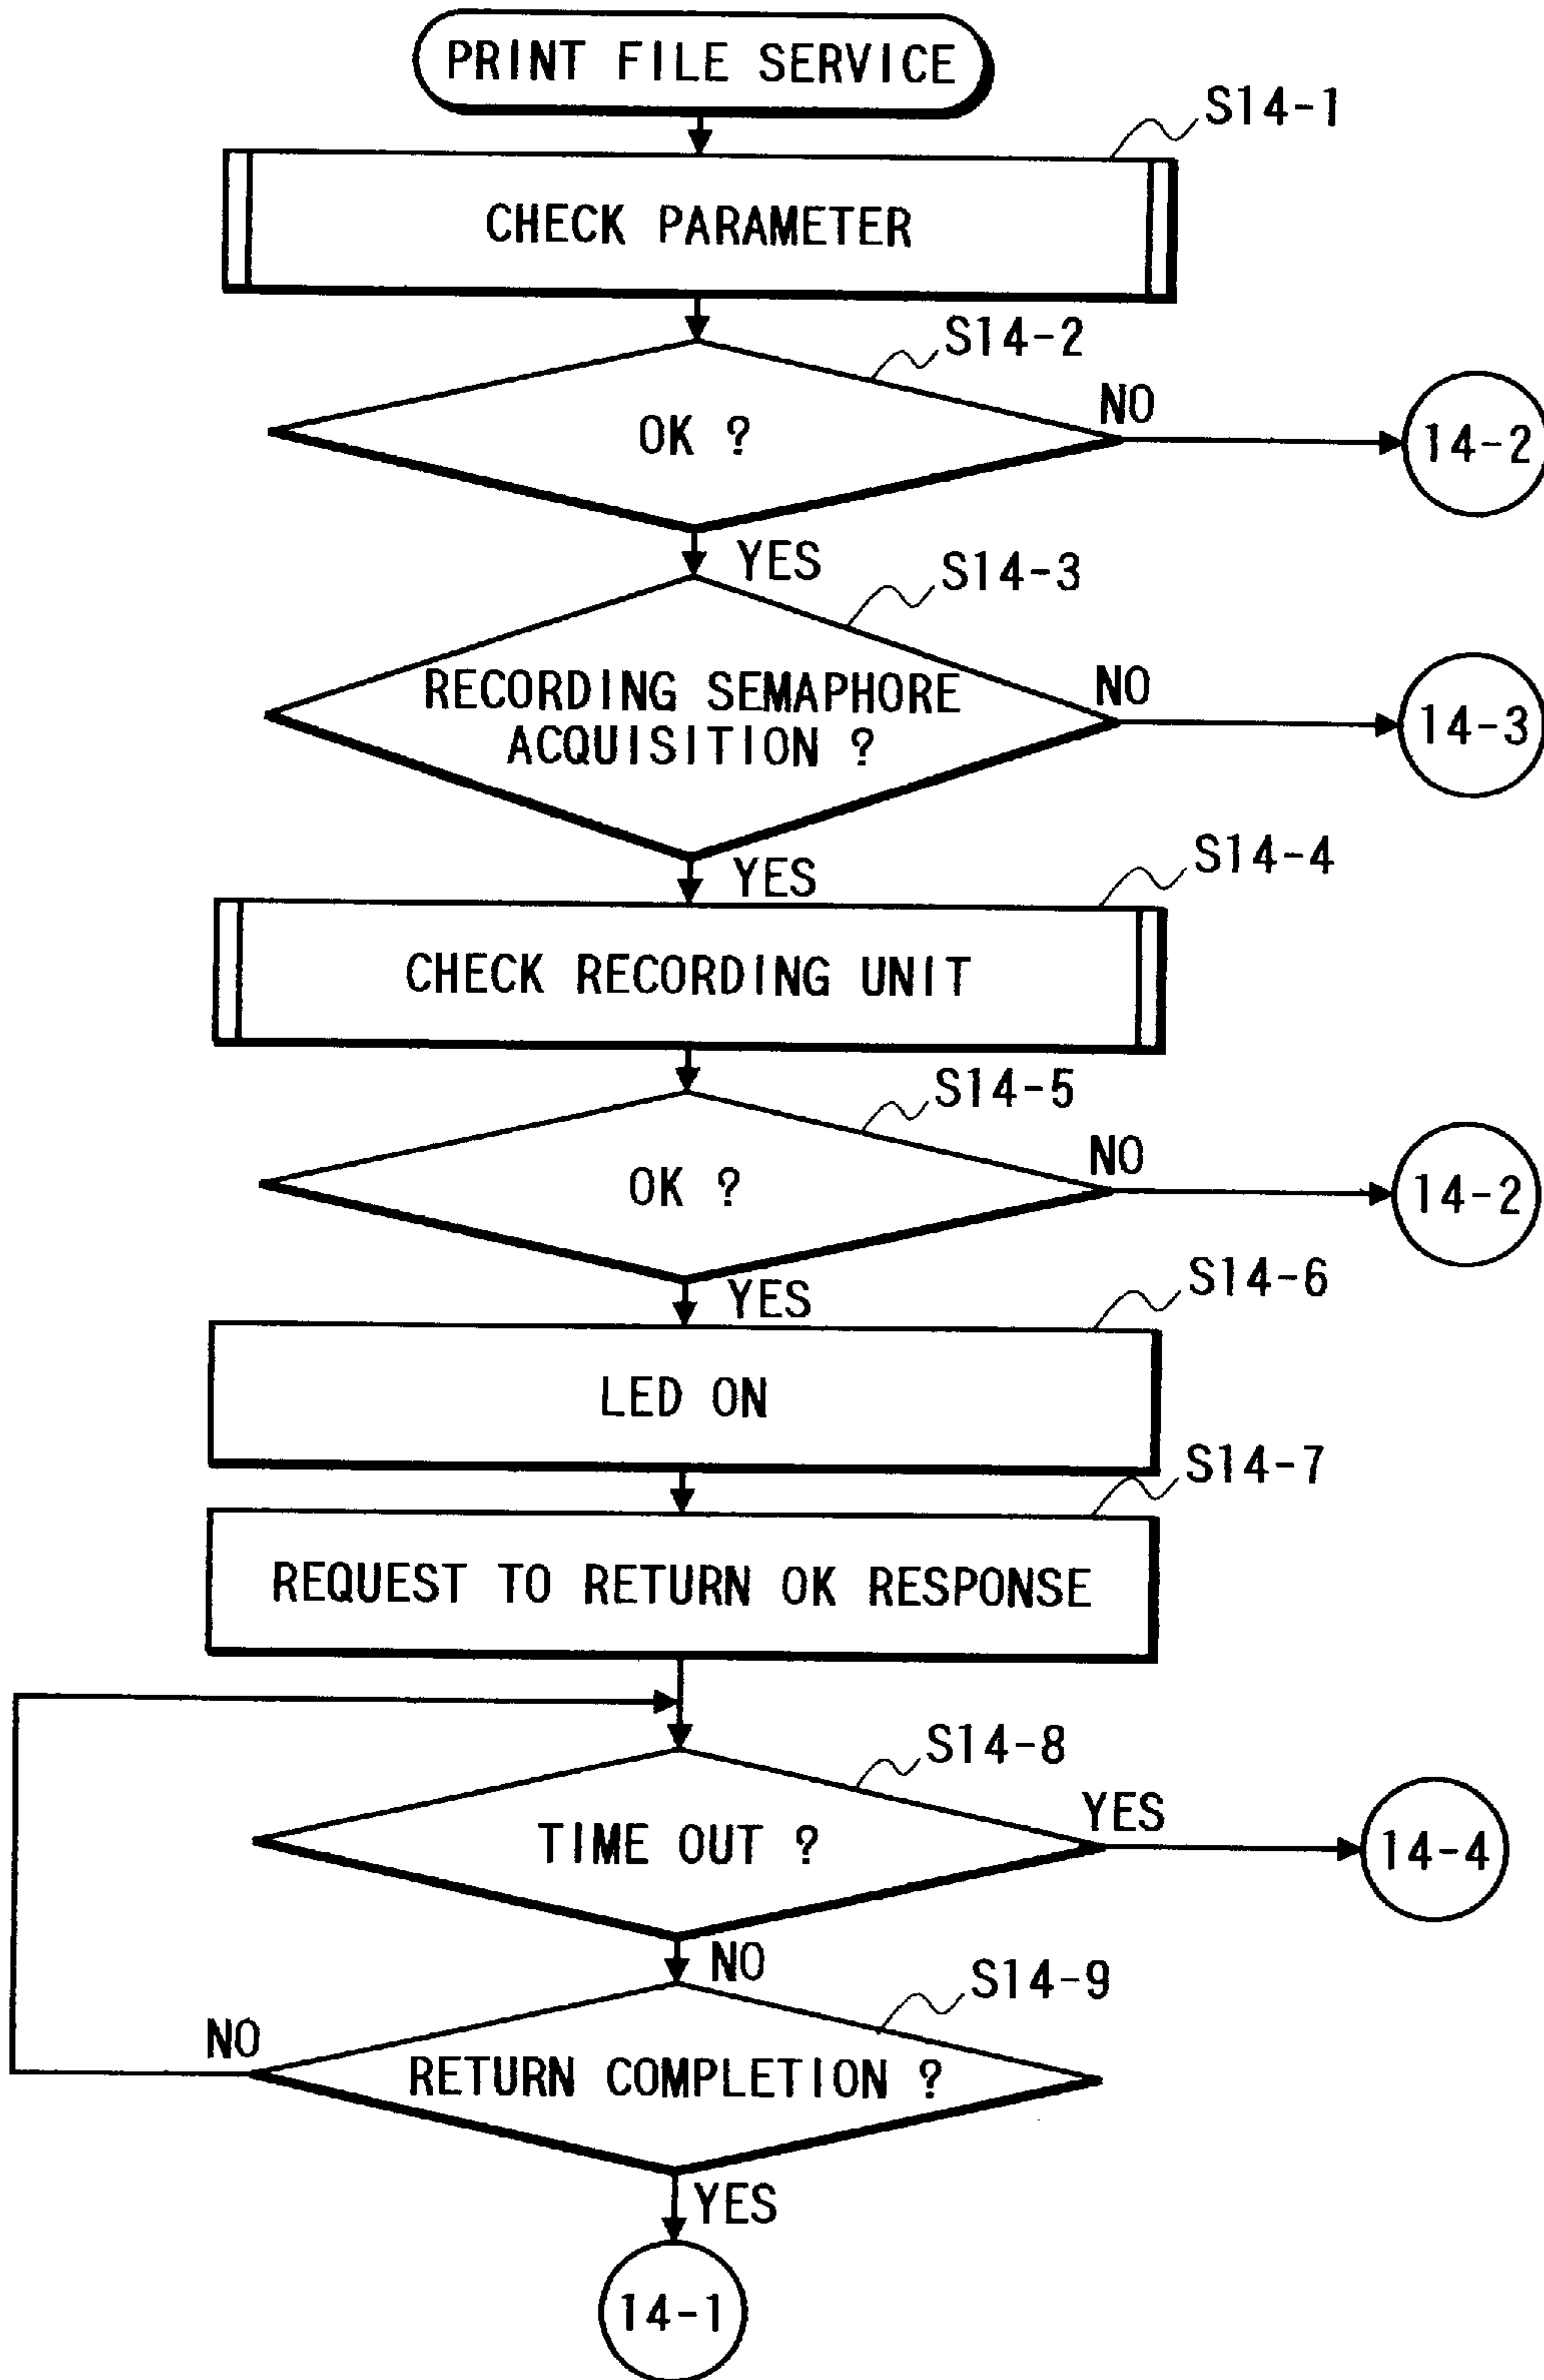 PRINT FILE SERVICE
S14-1
CHECK PARAMETER
S14-2
OK ?
NO
14-2
YES
S14-3
RECORDING SEMAPHORE
ACQUISITION ?
NO
14-3
YES
S14-4
CHECK RECORDING UNIT
S14-5
OK ?
NO
14-2
YES
S14-6
LED ON
S14-7
REQUEST TO RETURN OK RESPONSE
S14-8
TIME OUT ?
YES
14-4
NO
S14-9
NO
RETURN COMPLETION ?
YES
14-1